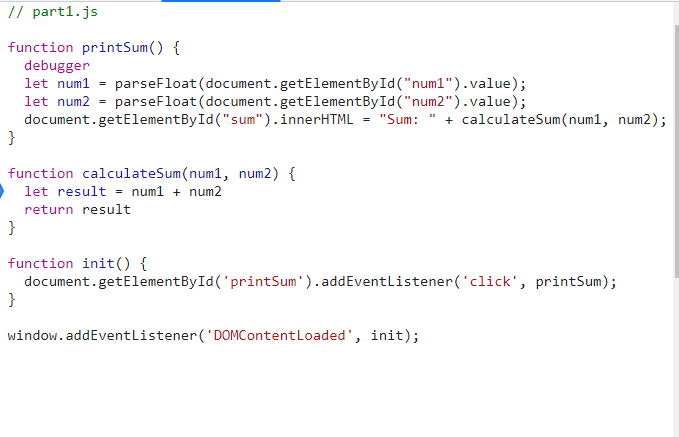 // part1.js
function printSum() {
debugger
let num1 = parseFloat(document.getElementById("num1").value);
let num2 = parseFloat(document.getElementById("num2").value);
document.getElementById("sum").innerHTML = "Sum: " + calculateSum(num1, num2);
}
function calculateSum(num1, num2) {
let result = num1 + num2
return result
}
function init() {
document.getElementById('printSum').addEventListener('click', printSum);
}
window.addEventListener('DOMContentLoaded', init);